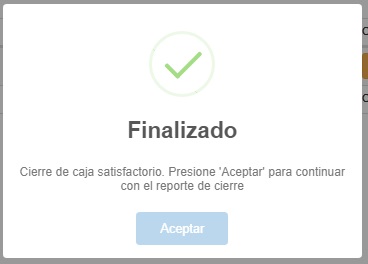 Finalizado
Cierre de caja satisfactorio. Presione 'Aceptar' para continuar
con el reporte de cierre
Aceptar